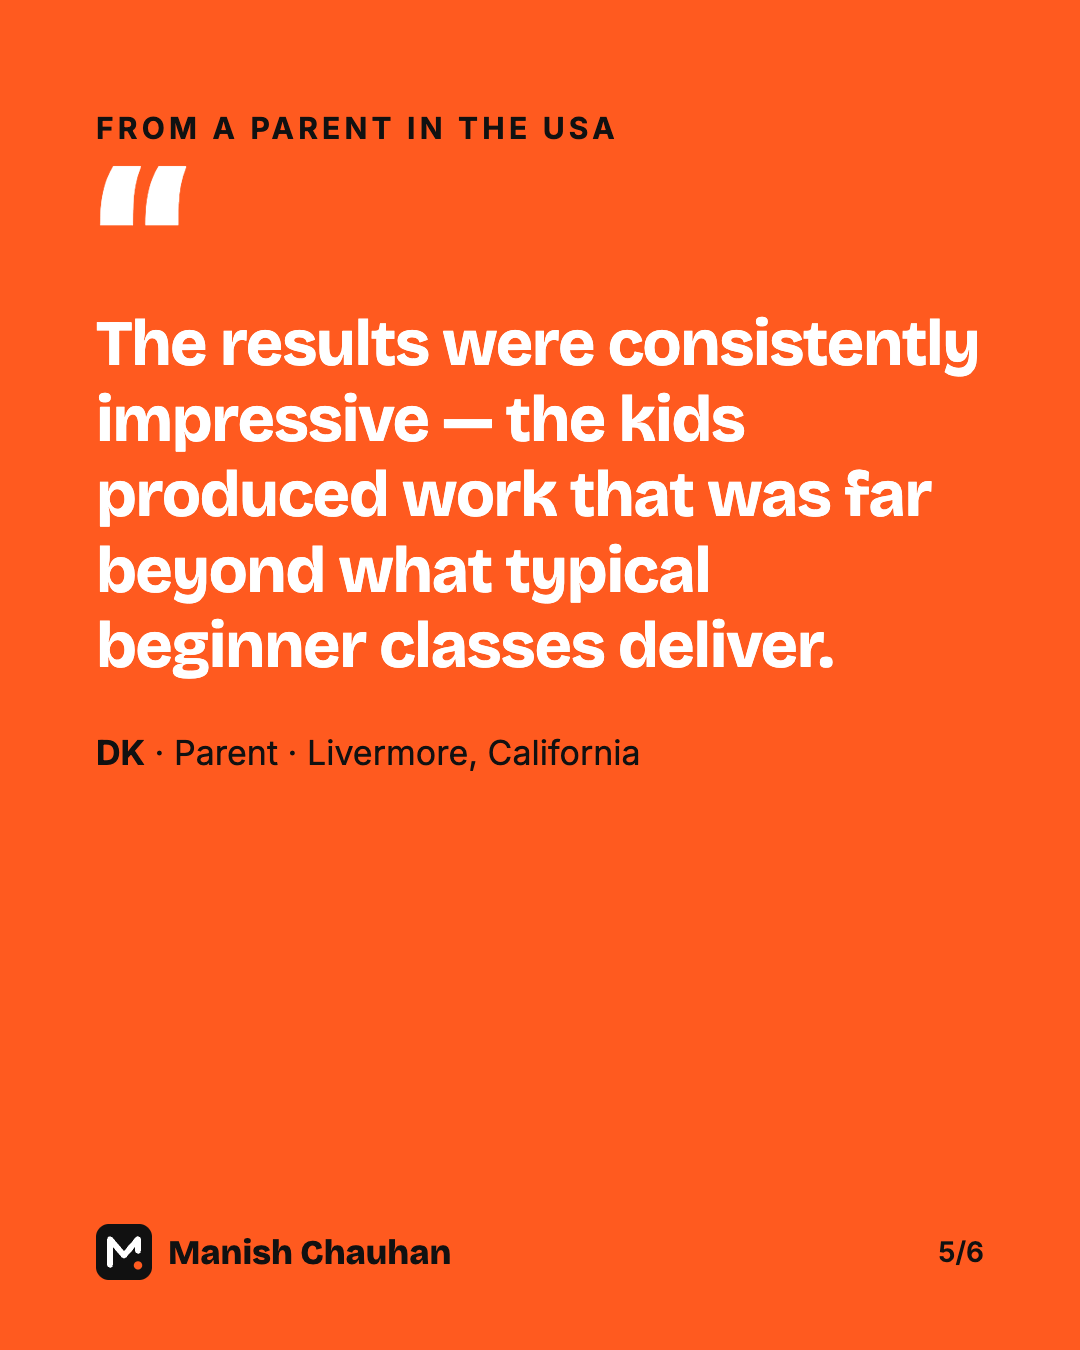 FROM A PARENT IN THE USA
“
The results were consistently
impressive — the kids
produced work that was far
beyond what typical
beginner classes deliver.
DK · Parent · Livermore, California
M.
Manish Chauhan
5/6